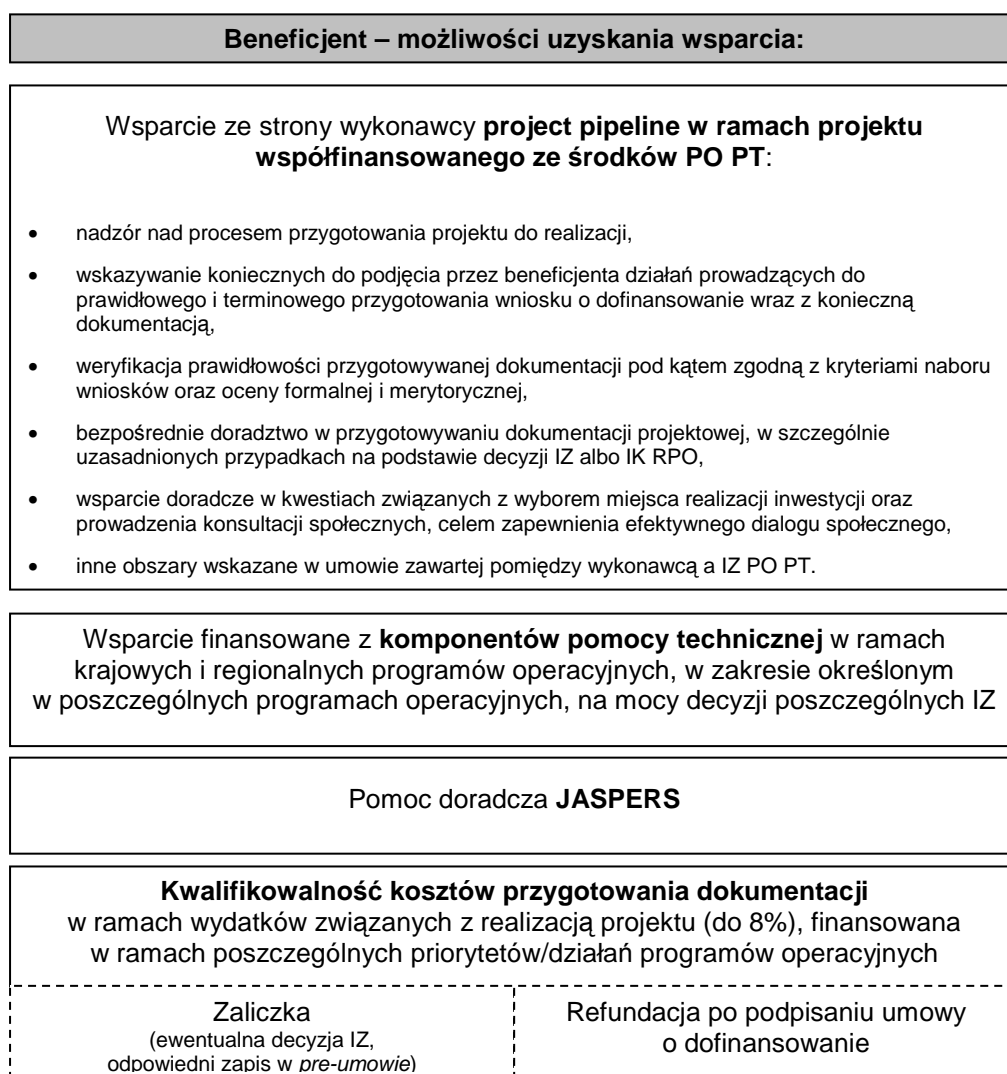 Beneficjent – możliwości uzyskania wsparcia:
Wsparcie ze strony wykonawcy project pipeline w ramach projektu
współfinansowanego ze środków PO PT:
• nadzór nad procesem przygotowania projektu do realizacji,
• wskazywanie koniecznych do podjęcia przez beneficjenta działań prowadzących do
prawidłowego i terminowego przygotowania wniosku o dofinansowanie wraz z konieczną
dokumentacją,
• weryfikacja prawidłowości przygotowywanej dokumentacji pod kątem zgodną z kryteriami naboru
wniosków oraz oceny formalnej i merytorycznej,
• bezpośrednie doradztwo w przygotowywaniu dokumentacji projektowej, w szczególnie
uzasadnionych przypadkach na podstawie decyzji IZ albo IK RPO,
• wsparcie doradcze w kwestiach związanych z wyborem miejsca realizacji inwestycji oraz
prowadzenia konsultacji społecznych, celem zapewnienia efektywnego dialogu społecznego,
• inne obszary wskazane w umowie zawartej pomiędzy wykonawcą a IZ PO PT.
Wsparcie finansowane z komponentów pomocy technicznej w ramach
krajowych i regionalnych programów operacyjnych, w zakresie określonym
w poszczególnych programach operacyjnych, na mocy decyzji poszczególnych IZ
Pomoc doradcza JASPERS
Kwalifikowalność kosztów przygotowania dokumentacji
w ramach wydatków związanych z realizacją projektu (do 8%), finansowana
w ramach poszczególnych priorytetów/działań programów operacyjnych
Zaliczka
(ewentualna decyzja IZ,
odpowiedni zapis w pre-umowie)
Refundacja po podpisaniu umowy
o dofinansowanie